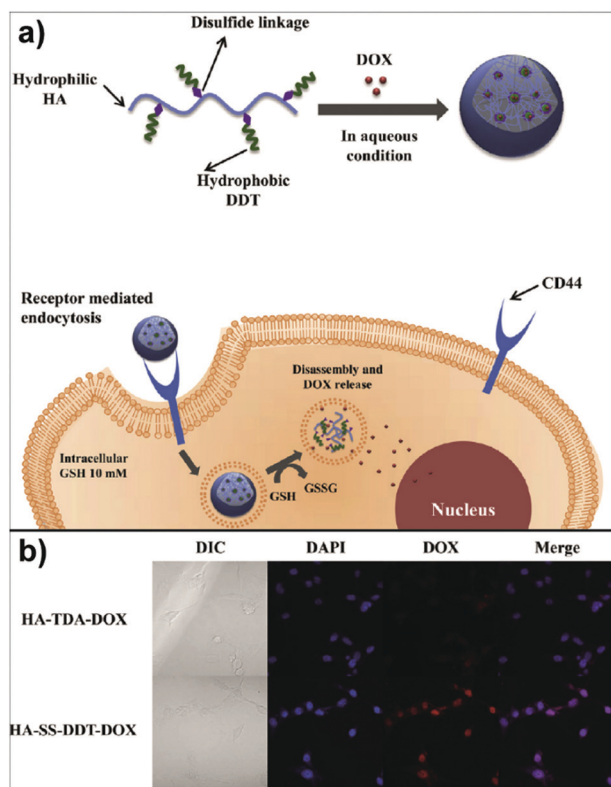 a)
Disulfide linkage
Hydrophilic
HA
DOX
In aqueous
condition
Hydrophobic
DDT
Receptor mediated
endocytosis
CD44
Disassembly and
DOX release
Intracellular
GSH 10 mM
GSH
GSSG
Nucleus
b)
DIC
DAPI
DOX
Merge
HA-TDA-DOX
HA-SS-DDT-DOX